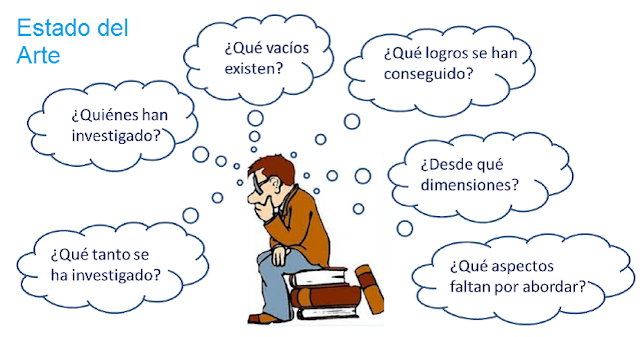 Estado del
Arte
¿Qué vacíos
existen?
¿Qué logros se han
conseguido?
¿Quiénes han
investigado?
¿Desde qué
dimensiones?
¿Qué tanto se
ha investigado?
¿Qué aspectos
faltan por abordar?